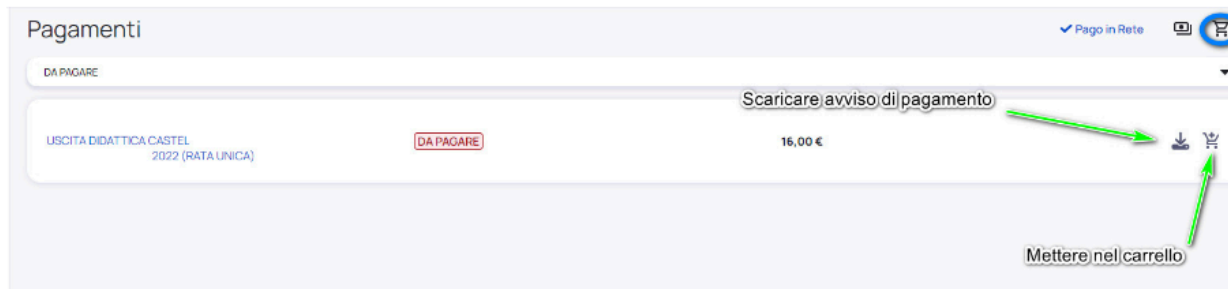 Pagamenti
Pago in Rete
DA PAGARE
Scaricare avviso di pagamento
USCITA DIDATTICA CASTEL
2022 (RATA UNICA)
DA PAGARE
16,00 €
Mettere nel carrello